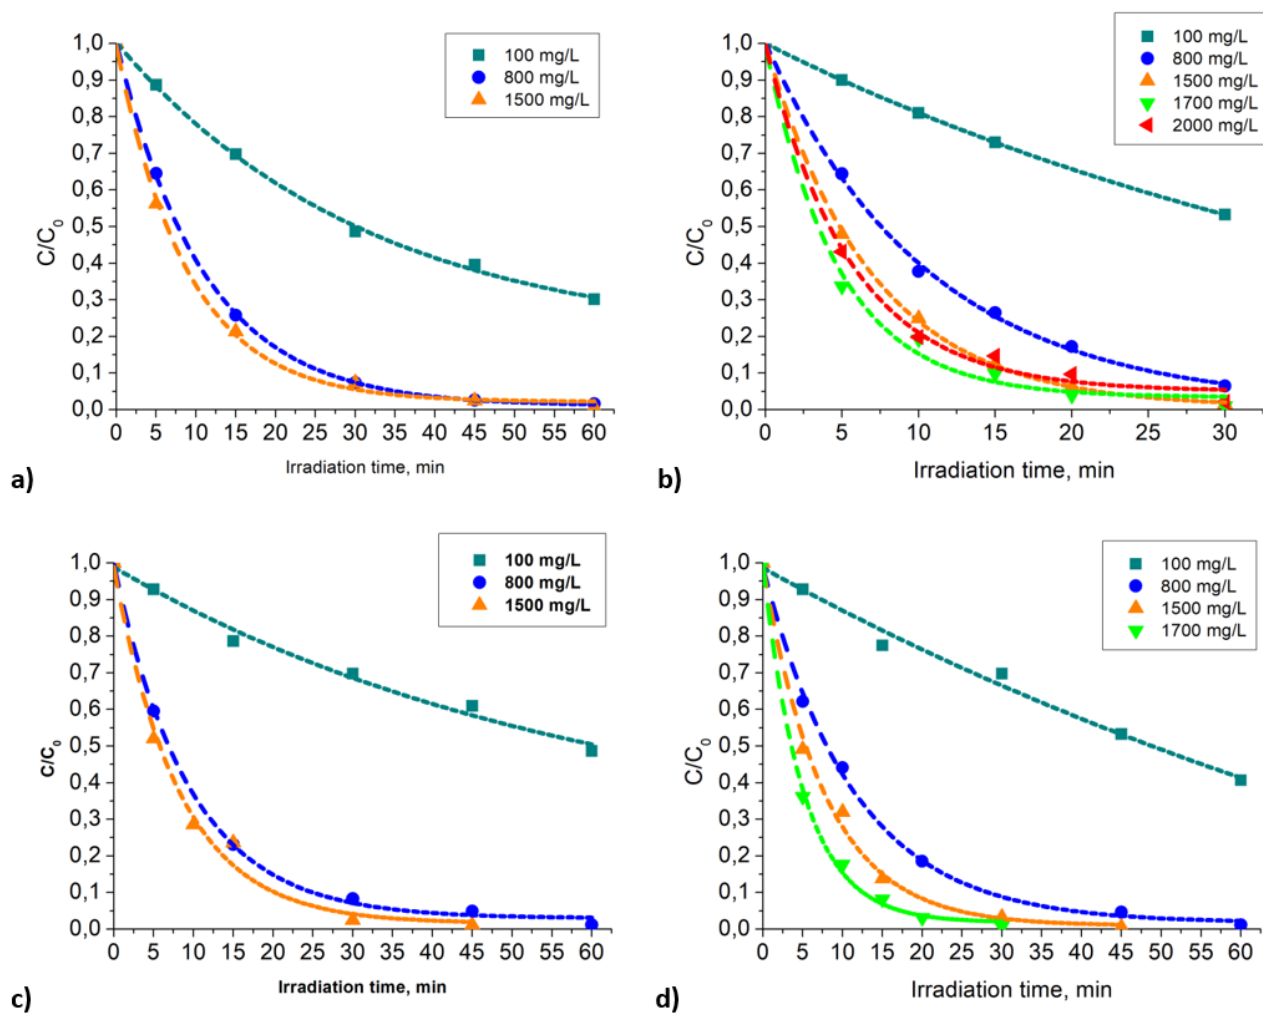 1,0
0,9
0,8
0,7
0,6
0,5
0,4
0,3
0,2
0,1
0,0
C/C0
100 mg/L
800 mg/L
1500 mg/L
0 5 10 15 20 25 30 35 40 45 50 55 60
Irradiation time, min
a)
1,0
0,9
0,8
0,7
0,6
0,5
0,4
0,3
0,2
0,1
0,0
C/C0
100 mg/L
800 mg/L
1500 mg/L
1700 mg/L
2000 mg/L
0 5 10 15 20 25 30
Irradiation time, min
b)
1,0
0,9
0,8
0,7
0,6
0,5
0,4
0,3
0,2
0,1
0,0
C/C0
100 mg/L
800 mg/L
1500 mg/L
0 5 10 15 20 25 30 35 40 45 50 55 60
Irradiation time, min
c)
1,0
0,9
0,8
0,7
0,6
0,5
0,4
0,3
0,2
0,1
0,0
C/C0
100 mg/L
800 mg/L
1500 mg/L
1700 mg/L
0 5 10 15 20 25 30 35 40 45 50 55 60
Irradiation time, min
d)